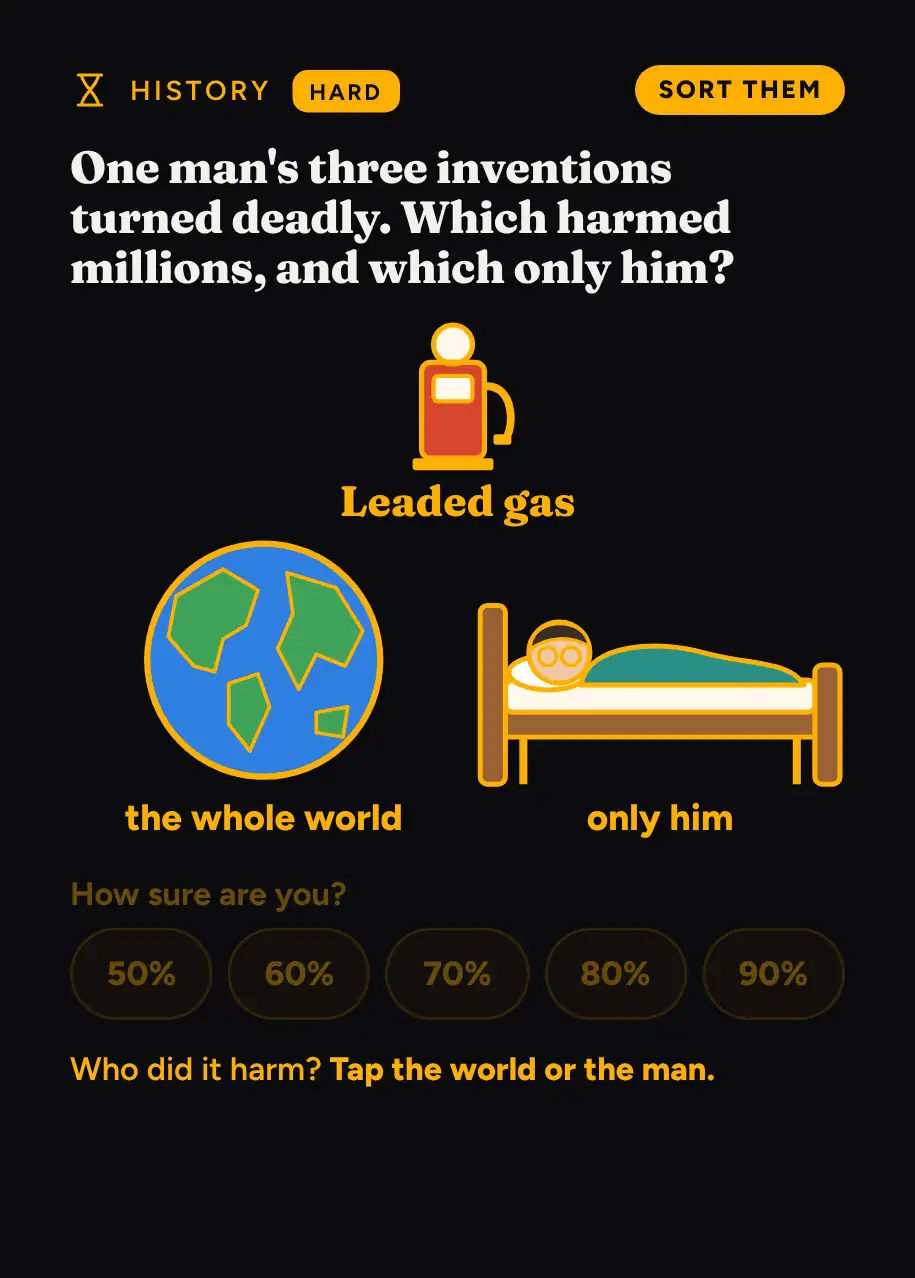 HISTORY HARD SORT THEM
One man's three inventions
turned deadly. Which harmed
millions, and which only him?
Leaded gas
the whole world only him
How sure are you?
50% 60% 70% 80% 90%
Who did it harm? Tap the world or the man.